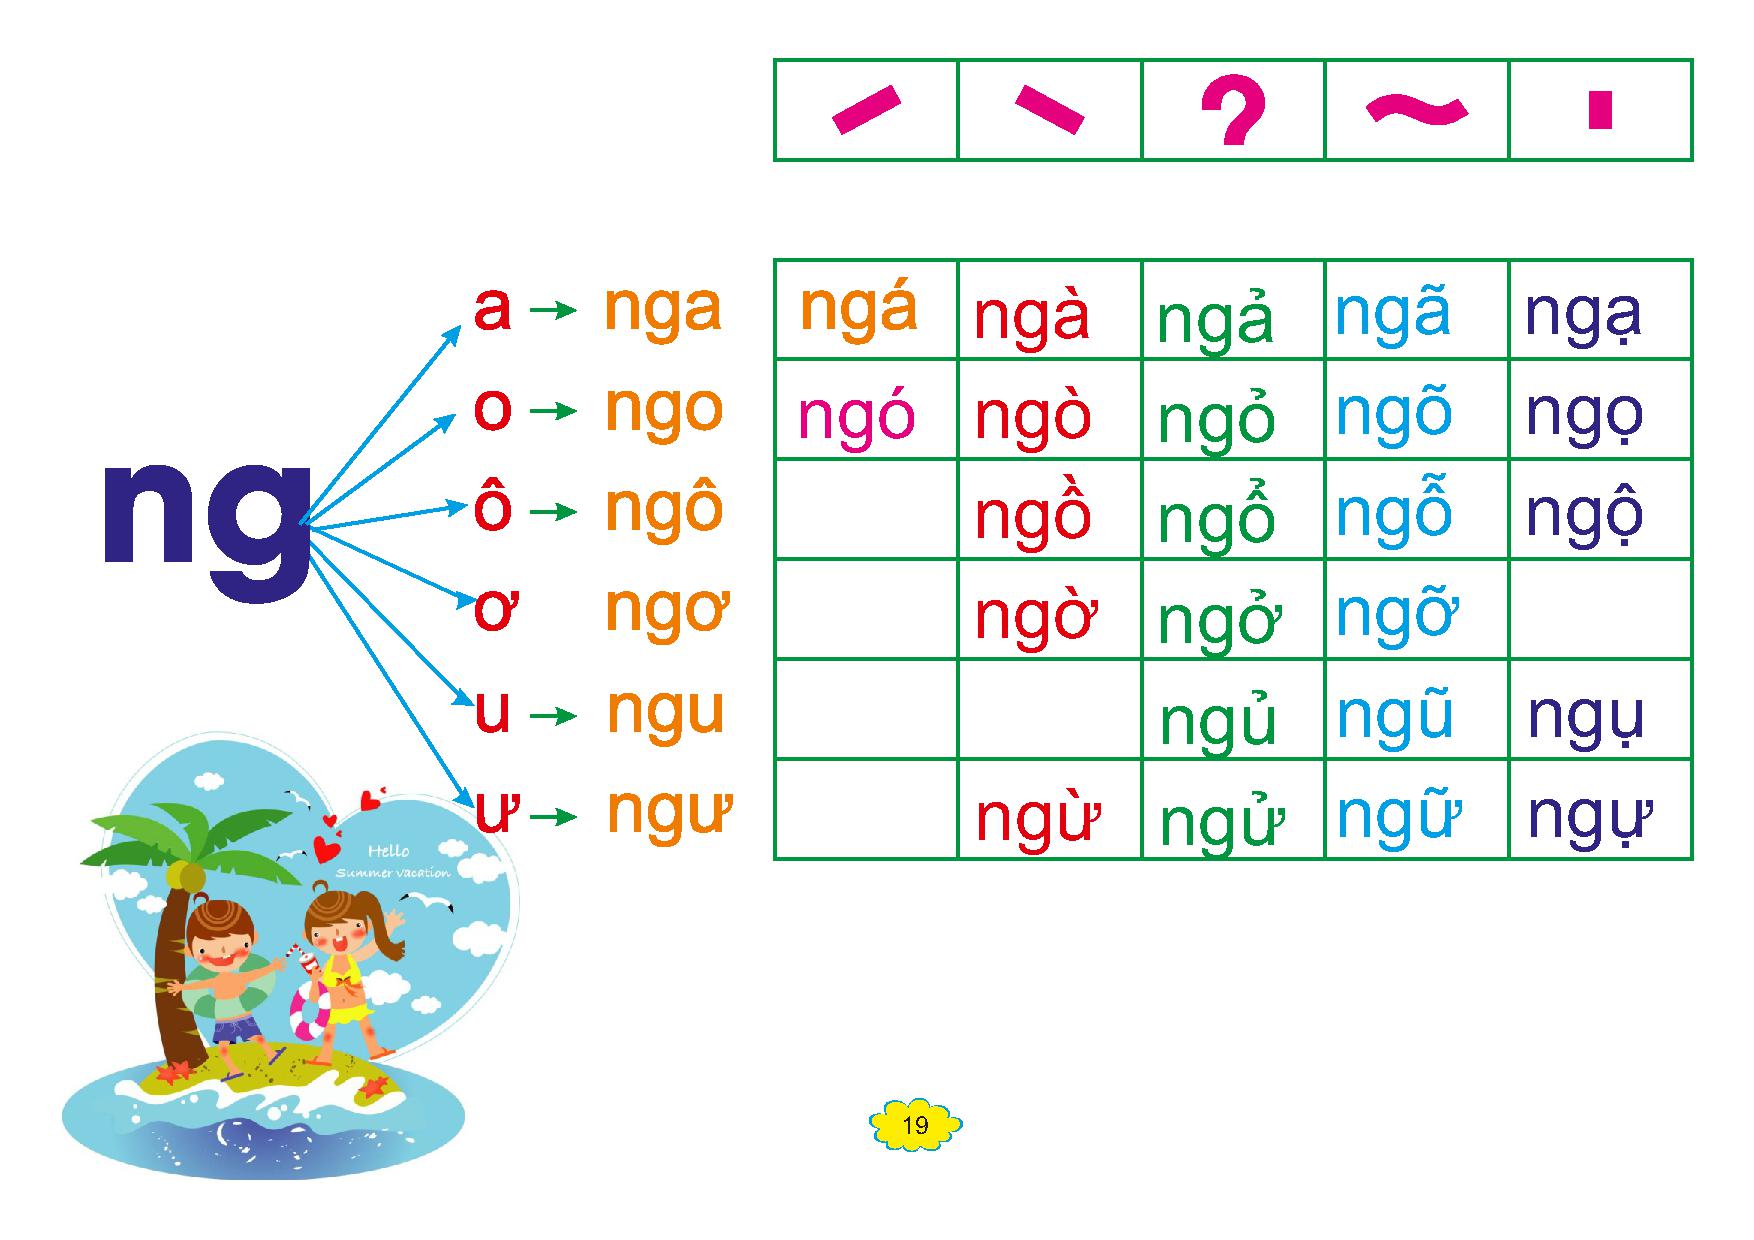 a → nga ngá ngà ngả ngã ngạ
o → ngo ngó ngò ngỏ ngõ ngọ
ng
ô → ngô ngồ ngổ ngỗ ngộ
ơ ngơ ngờ ngở ngỡ
u → ngu ngủ ngũ ngụ
ư → ngư ngừ ngử ngữ ngự
Hello
Summer vacation
19